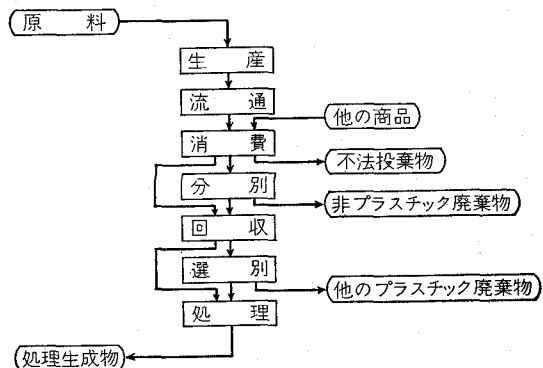 原料
生産
流通
他の商品
消費
不法投棄物
分別
非プラスチック廃棄物
回収
選別
他のプラスチック廃棄物
処理
処理生成物